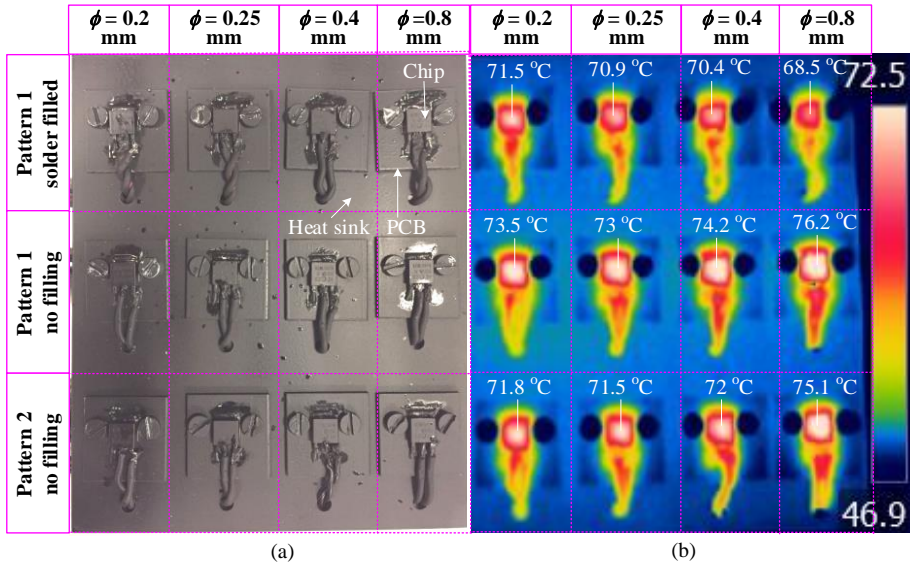 ϕ = 0.2 mm
ϕ = 0.25 mm
ϕ = 0.4 mm
ϕ =0.8 mm
ϕ = 0.2 mm
ϕ = 0.25 mm
ϕ = 0.4 mm
ϕ =0.8 mm
Pattern 1
solder filled
Chip
Heat sink
PCB
71.5 °C
70.9 °C
70.4 °C
68.5 °C
72.5
Pattern 1
no filling
73.5 °C
73 °C
74.2 °C
76.2 °C
Pattern 2
no filling
71.8 °C
71.5 °C
72 °C
75.1 °C
46.9
(a)
(b)